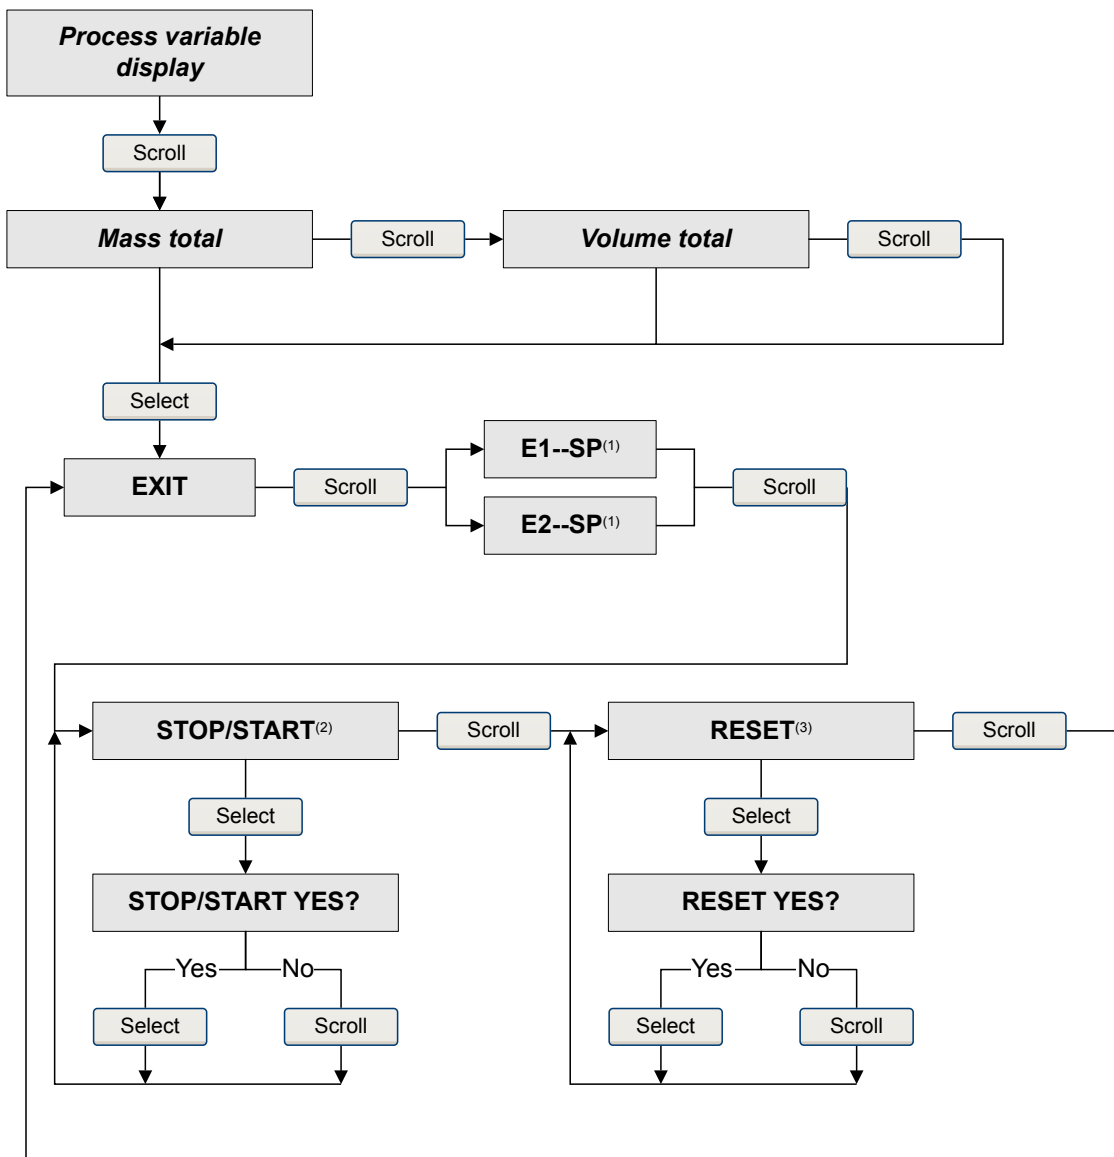 Process variable
display
Scroll
Mass total
Scroll
Volume total
Scroll
Select
EXIT
Scroll
E1--SP(1)
E2--SP(1)
Scroll
STOP/START(2)
Scroll
RESET(3)
Scroll
Select
Select
STOP/START YES?
RESET YES?
Yes
No
Yes
No
Select
Scroll
Select
Scroll